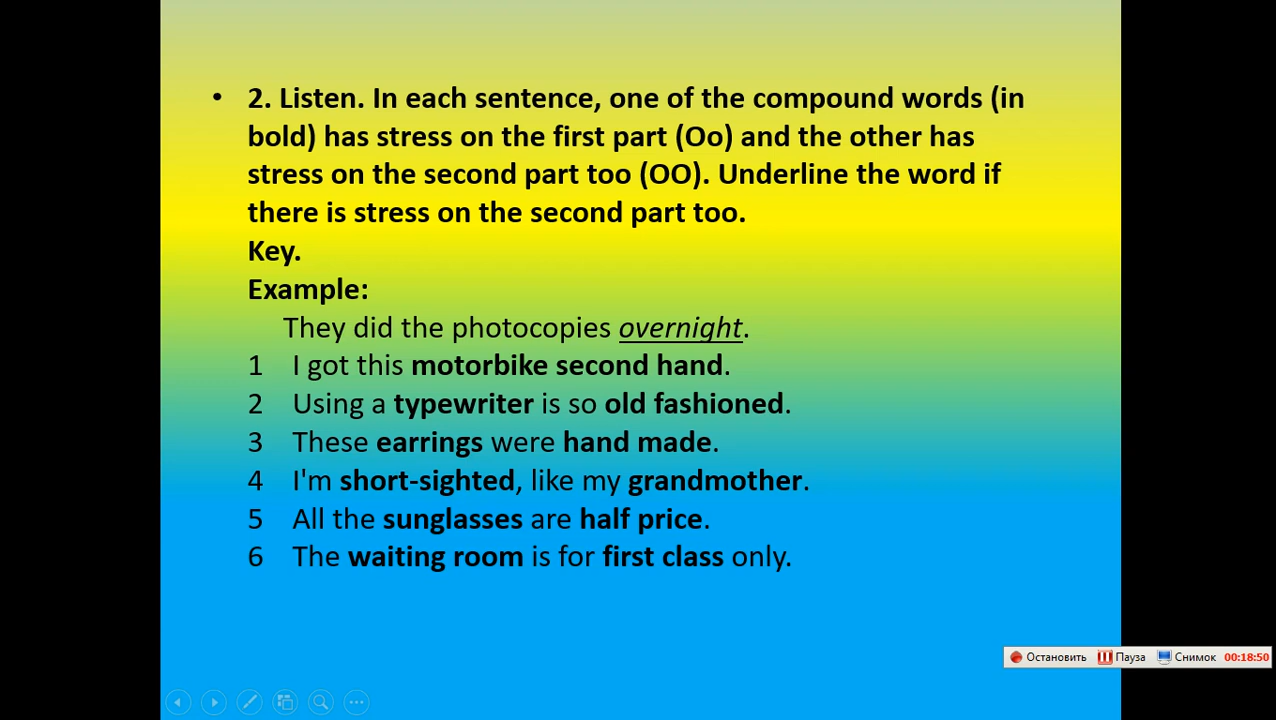 • 2. Listen. In each sentence, one of the compound words (in
bold) has stress on the first part (Oo) and the other has
stress on the second part too (OO). Underline the word if
there is stress on the second part too.
Key.
Example:
They did the photocopies overnight.
1 I got this motorbike second hand.
2 Using a typewriter is so old fashioned.
3 These earrings were hand made.
4 I'm short-sighted, like my grandmother.
5 All the sunglasses are half price.
6 The waiting room is for first class only.
Остановить Пауза Снимок 00:18:50